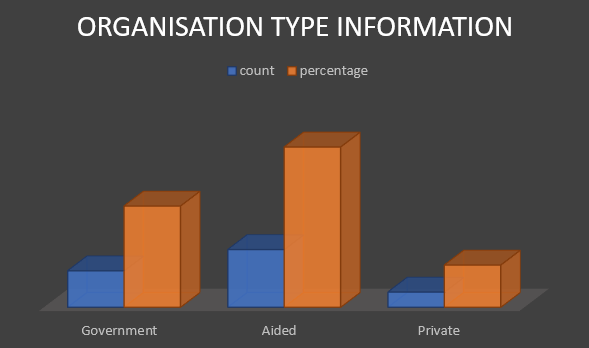 ORGANISATION TYPE INFORMATION
count percentage
Government Aided Private